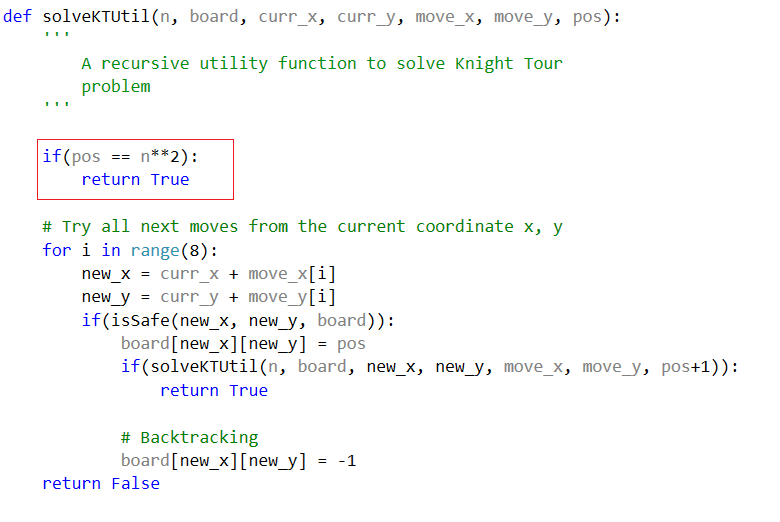 def solveKTUtil(n, board, curr_x, curr_y, move_x, move_y, pos):
    '''
        A recursive utility function to solve Knight Tour
        problem
    '''
    if(pos == n**2):
        return True
    # Try all next moves from the current coordinate x, y
    for i in range(8):
        new_x = curr_x + move_x[i]
        new_y = curr_y + move_y[i]
        if(isSafe(new_x, new_y, board)):
            board[new_x][new_y] = pos
            if(solveKTUtil(n, board, new_x, new_y, move_x, move_y, pos+1)):
                return True
            # Backtracking
            board[new_x][new_y] = -1
    return False